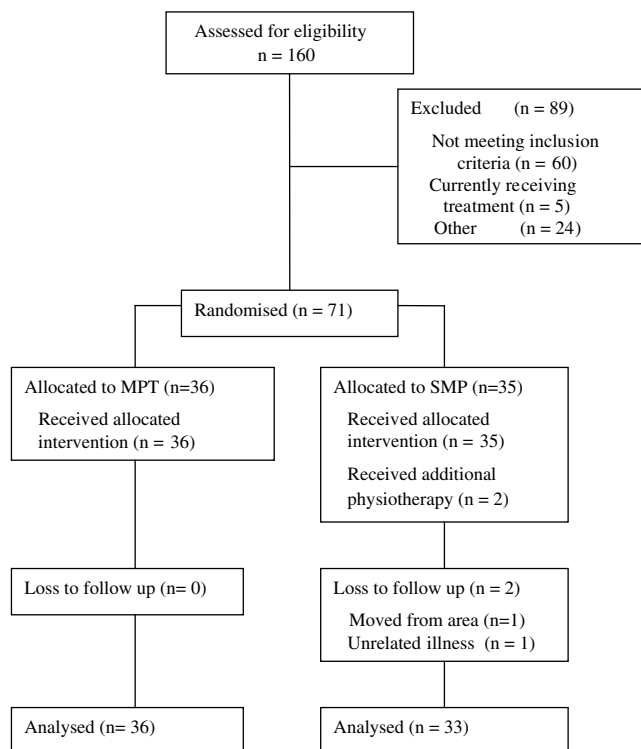 Assessed for eligibility
n = 160
Excluded (n = 89)
Not meeting inclusion
criteria (n = 60)
Currently receiving
treatment (n = 5)
Other (n = 24)
Randomised (n = 71)
Allocated to MPT (n=36)
Received allocated
intervention (n = 36)
Allocated to SMP (n=35)
Received allocated
intervention (n = 35)
Received additional
physiotherapy (n = 2)
Loss to follow up (n= 0)
Loss to follow up (n = 2)
Moved from area (n=1)
Unrelated illness (n = 1)
Analysed (n= 36)
Analysed (n = 33)